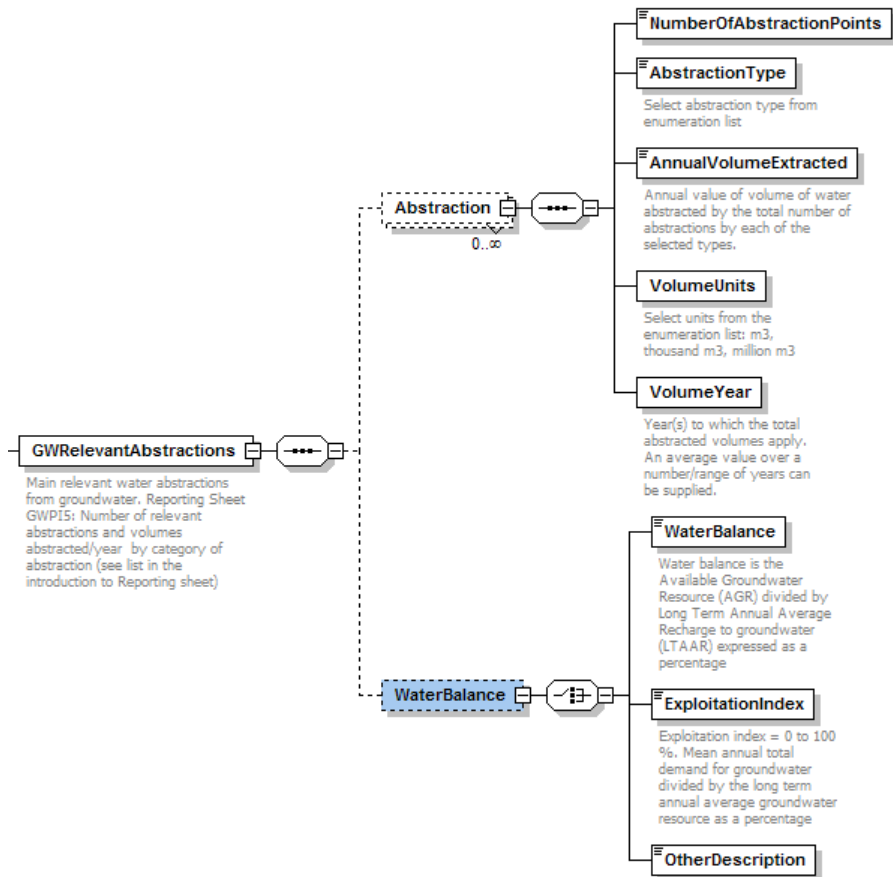 NumberOfAbstractionPoints
AbstractionType
Select abstraction type from
enumeration list
AnnualVolumeExtracted
Annual value of volume of water
abstracted by the total number of
abstractions by each of the
selected types.
Abstraction
0..∞
VolumeUnits
Select units from the
enumeration list: m3,
thousand m3, million m3
VolumeYear
Year(s) to which the total
abstracted volumes apply.
An average value over a
number/range of years can
be supplied.
GWRelevantAbstractions
Main relevant water abstractions
from groundwater. Reporting Sheet
GWPI5: Number of relevant
abstractions and volumes
abstracted/year by category of
abstraction (see list in the
introduction to Reporting sheet)
WaterBalance
Water balance is the
Available Groundwater
Resource (AGR) divided by
Long Term Annual Average
Recharge to groundwater
(LTAAR) expressed as a
percentage
WaterBalance
ExploitationIndex
Exploitation index = 0 to 100
%. Mean annual total
demand for groundwater
divided by the long term
annual average groundwater
resource as a percentage
OtherDescription